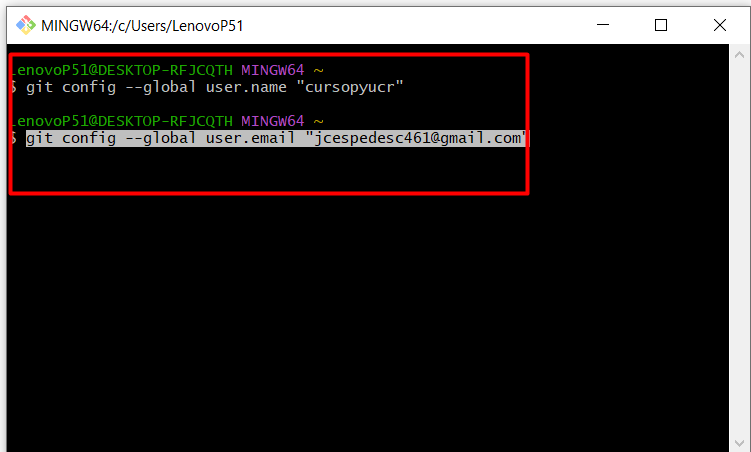 MINGW64:/c/Users/LenovoP51
LenovoP51@DESKTOP-RFJCQTH MINGW64 ~
$ git config --global user.name "cursopyucr"
LenovoP51@DESKTOP-RFJCQTH MINGW64 ~
$ git config --global user.email "jcespedesc461@gmail.com"